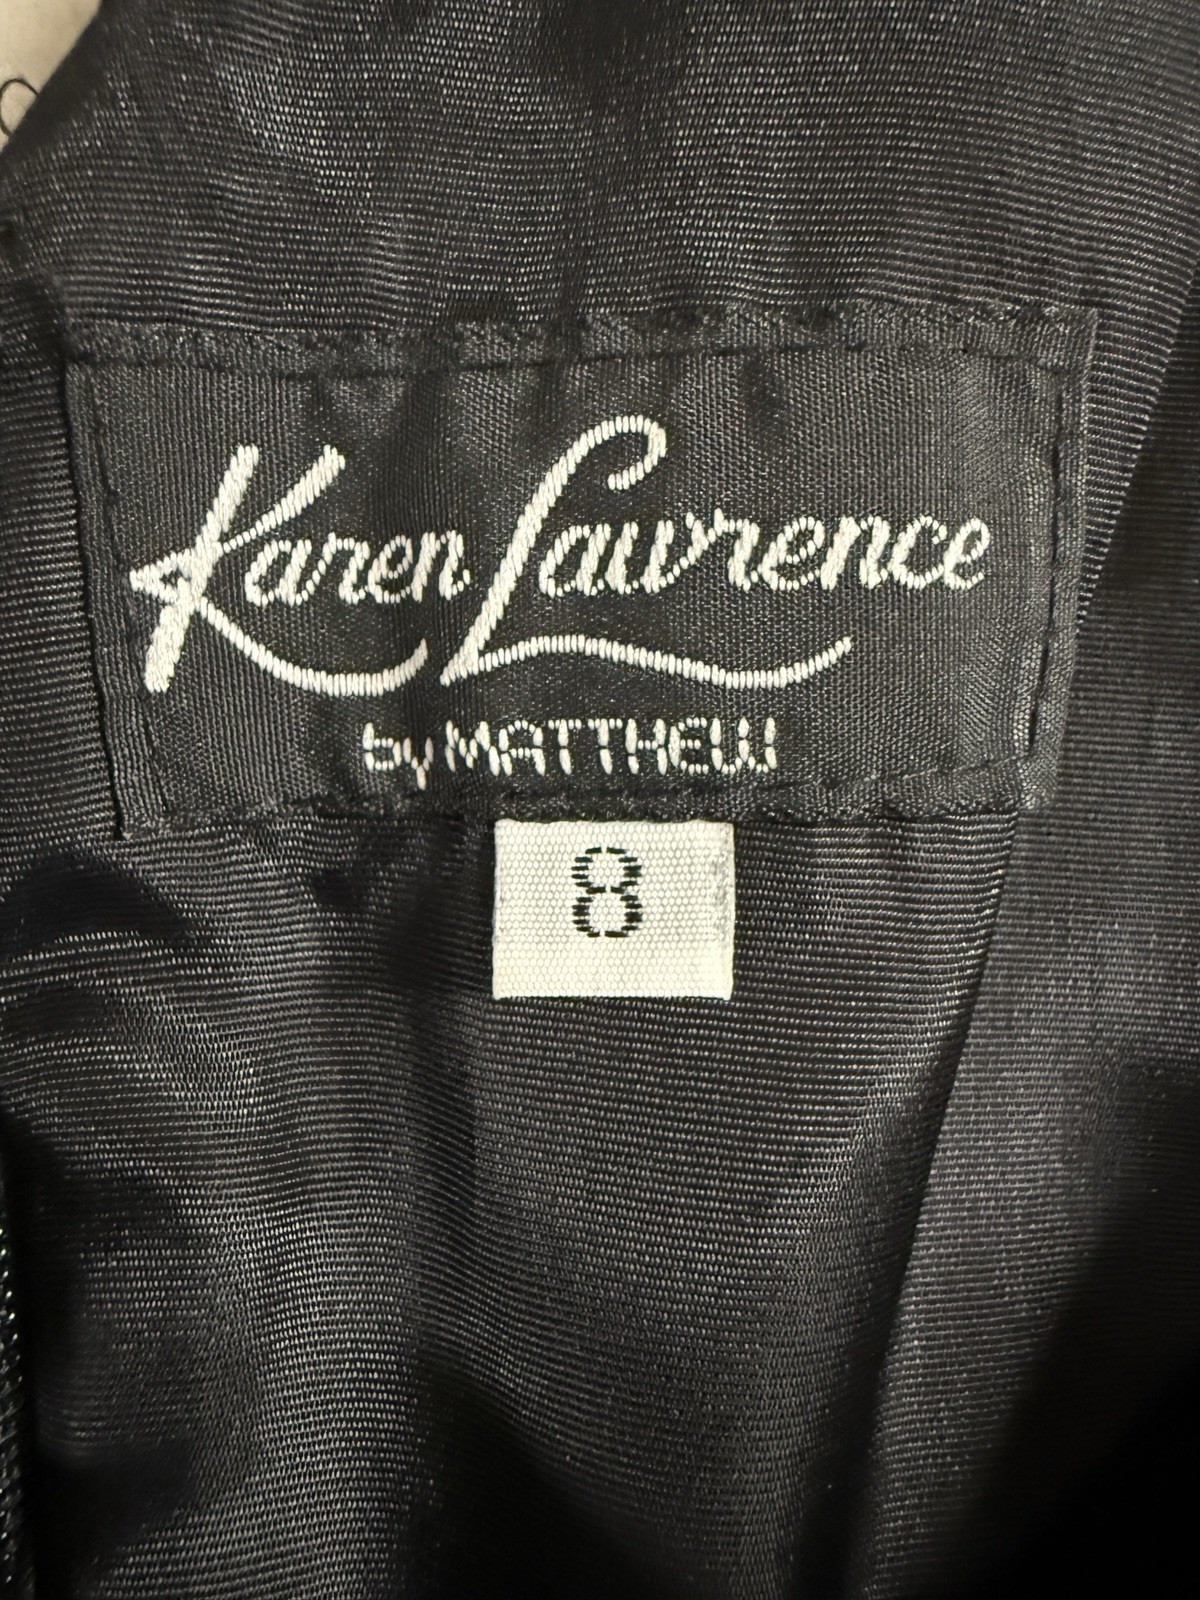 Karen Lawrence
by MATTHEW
8